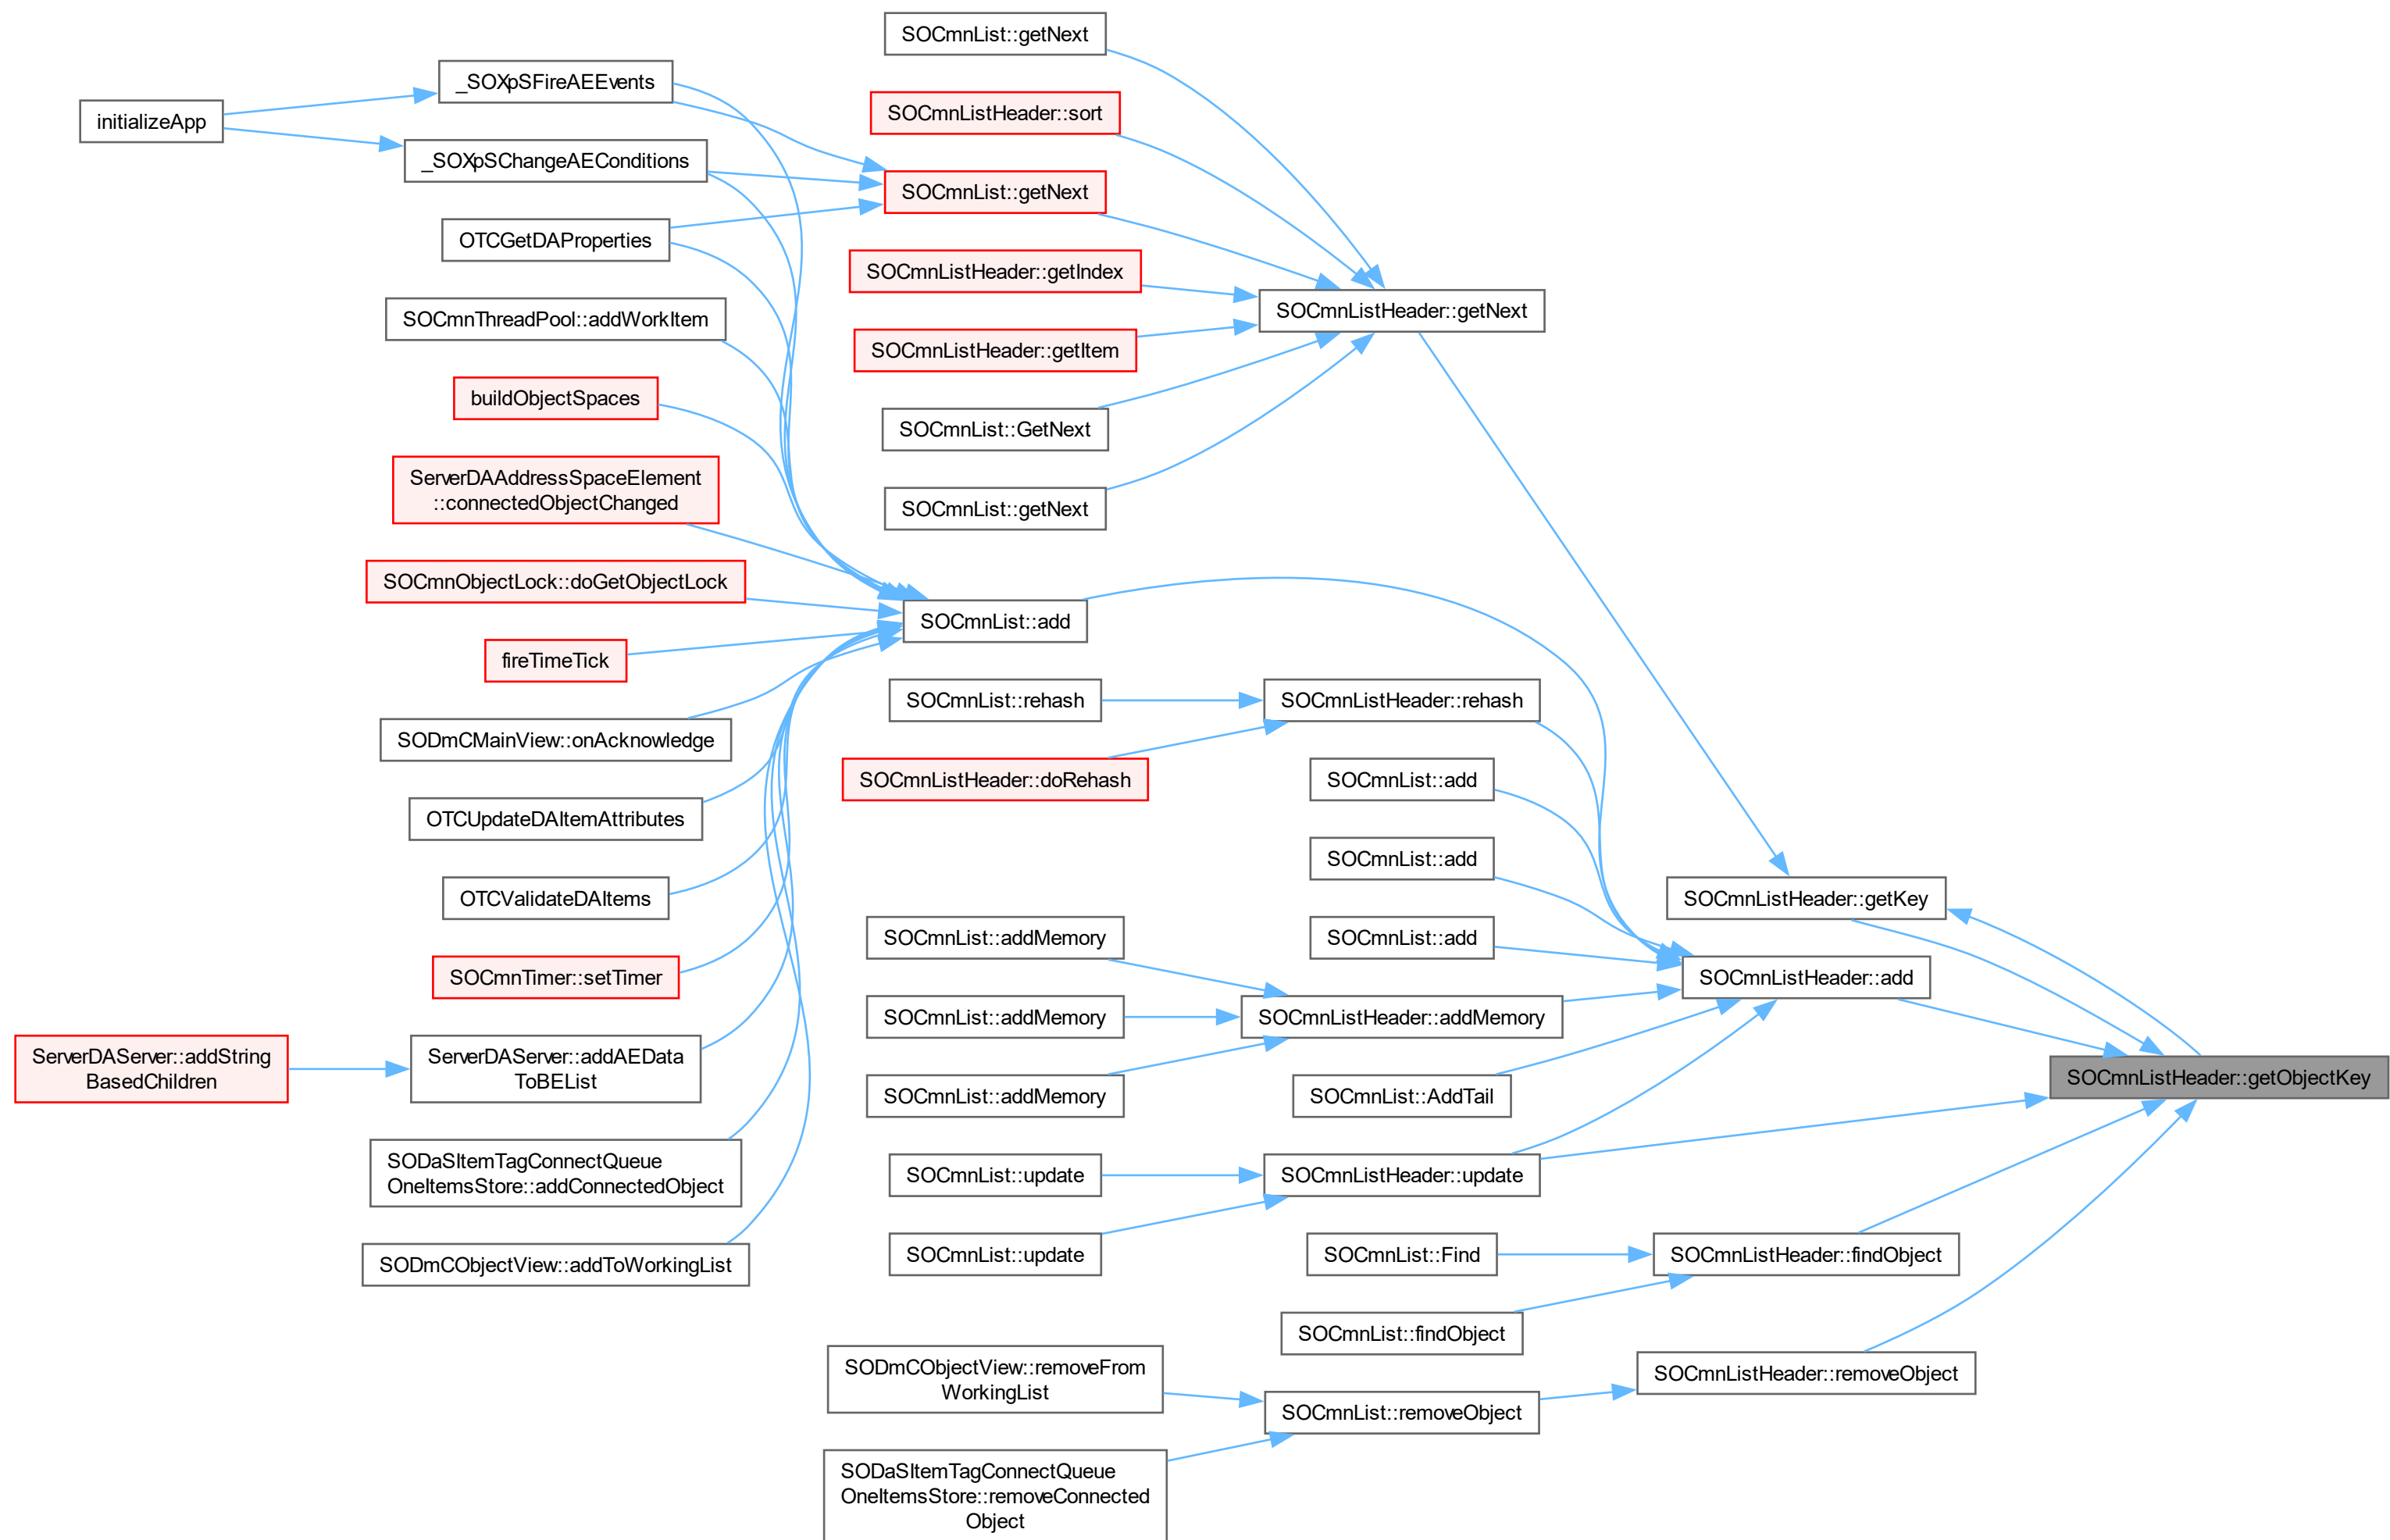 initializeApp
ServerDAServer::addString
BasedChildren
_SOXpSFireAEEvents
_SOXpSChangeAEConditions
OTCGetDAProperties
SOCmnThreadPool::addWorkItem
buildObjectSpaces
ServerDAAddressSpaceElement
::connectedObjectChanged
SOCmnObjectLock::doGetObjectLock
fireTimeTick
SODmCMainView::onAcknowledge
OTCUpdateDAItemAttributes
OTCValidateDAItems
SOCmnTimer::setTimer
ServerDAServer::addAEData
ToBEList
SODaSItemTagConnectQueue
OneItemsStore::addConnectedObject
SODmCObjectView::addToWorkingList
SOCmnList::getNext
SOCmnListHeader::sort
SOCmnList::getNext
SOCmnListHeader::getIndex
SOCmnListHeader::getItem
SOCmnList::GetNext
SOCmnList::getNext
SOCmnList::add
SOCmnList::rehash
SOCmnListHeader::doRehash
SOCmnList::addMemory
SOCmnList::addMemory
SOCmnList::addMemory
SOCmnList::update
SOCmnList::update
SODmCObjectView::removeFrom
WorkingList
SODaSItemTagConnectQueue
OneItemsStore::removeConnected
Object
SOCmnListHeader::getNext
SOCmnListHeader::rehash
SOCmnList::add
SOCmnList::add
SOCmnList::add
SOCmnListHeader::addMemory
SOCmnList::AddTail
SOCmnListHeader::update
SOCmnList::Find
SOCmnList::findObject
SOCmnList::removeObject
SOCmnListHeader::getKey
SOCmnListHeader::add
SOCmnListHeader::findObject
SOCmnListHeader::removeObject
SOCmnListHeader::getObjectKey